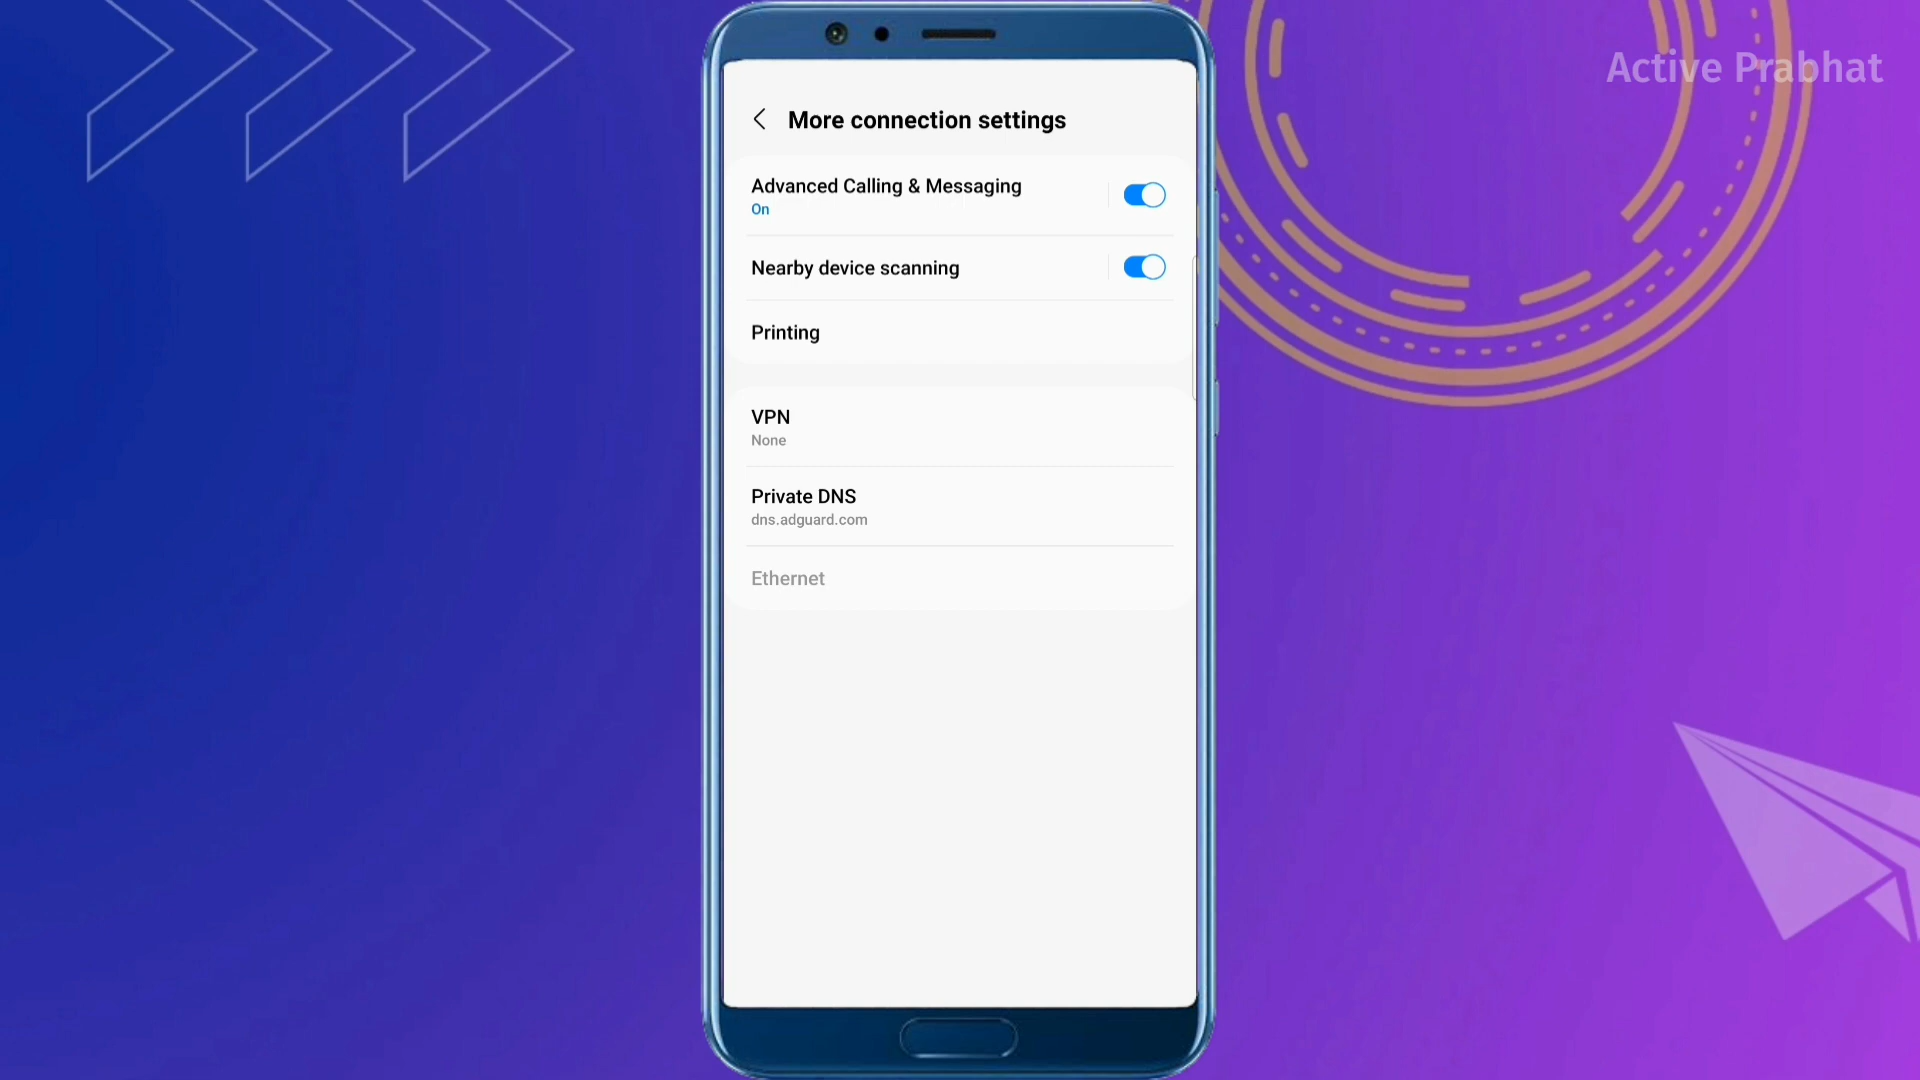 Active Prabhat
More connection settings
Advanced Calling & Messaging
On
Nearby device scanning
Printing
VPN
None
Private DNS
dns.adguard.com
Ethernet